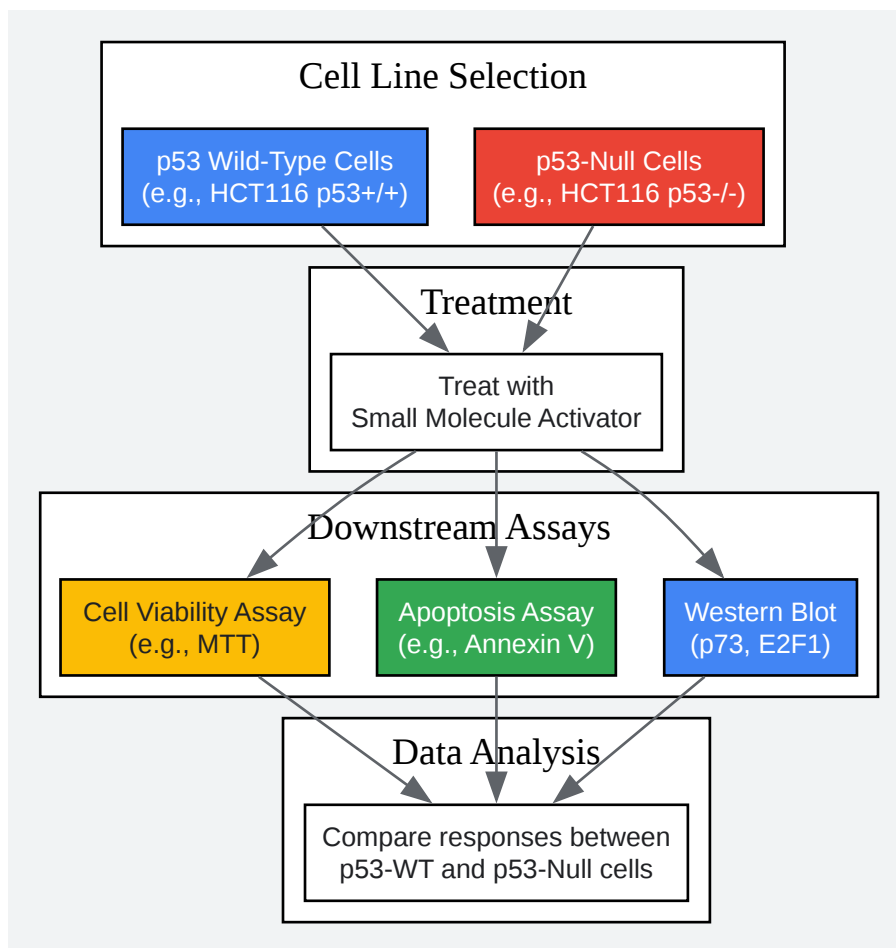 Cell Line Selection
p53 Wild-Type Cells
(e.g., HCT116 p53+/+)
p53-Null Cells
(e.g., HCT116 p53-/-)
Treatment
Treat with
Small Molecule Activator
Downstream Assays
Cell Viability Assay
(e.g., MTT)
Apoptosis Assay
(e.g., Annexin V)
Western Blot
(p73, E2F1)
Data Analysis
Compare responses between
p53-WT and p53-Null cells